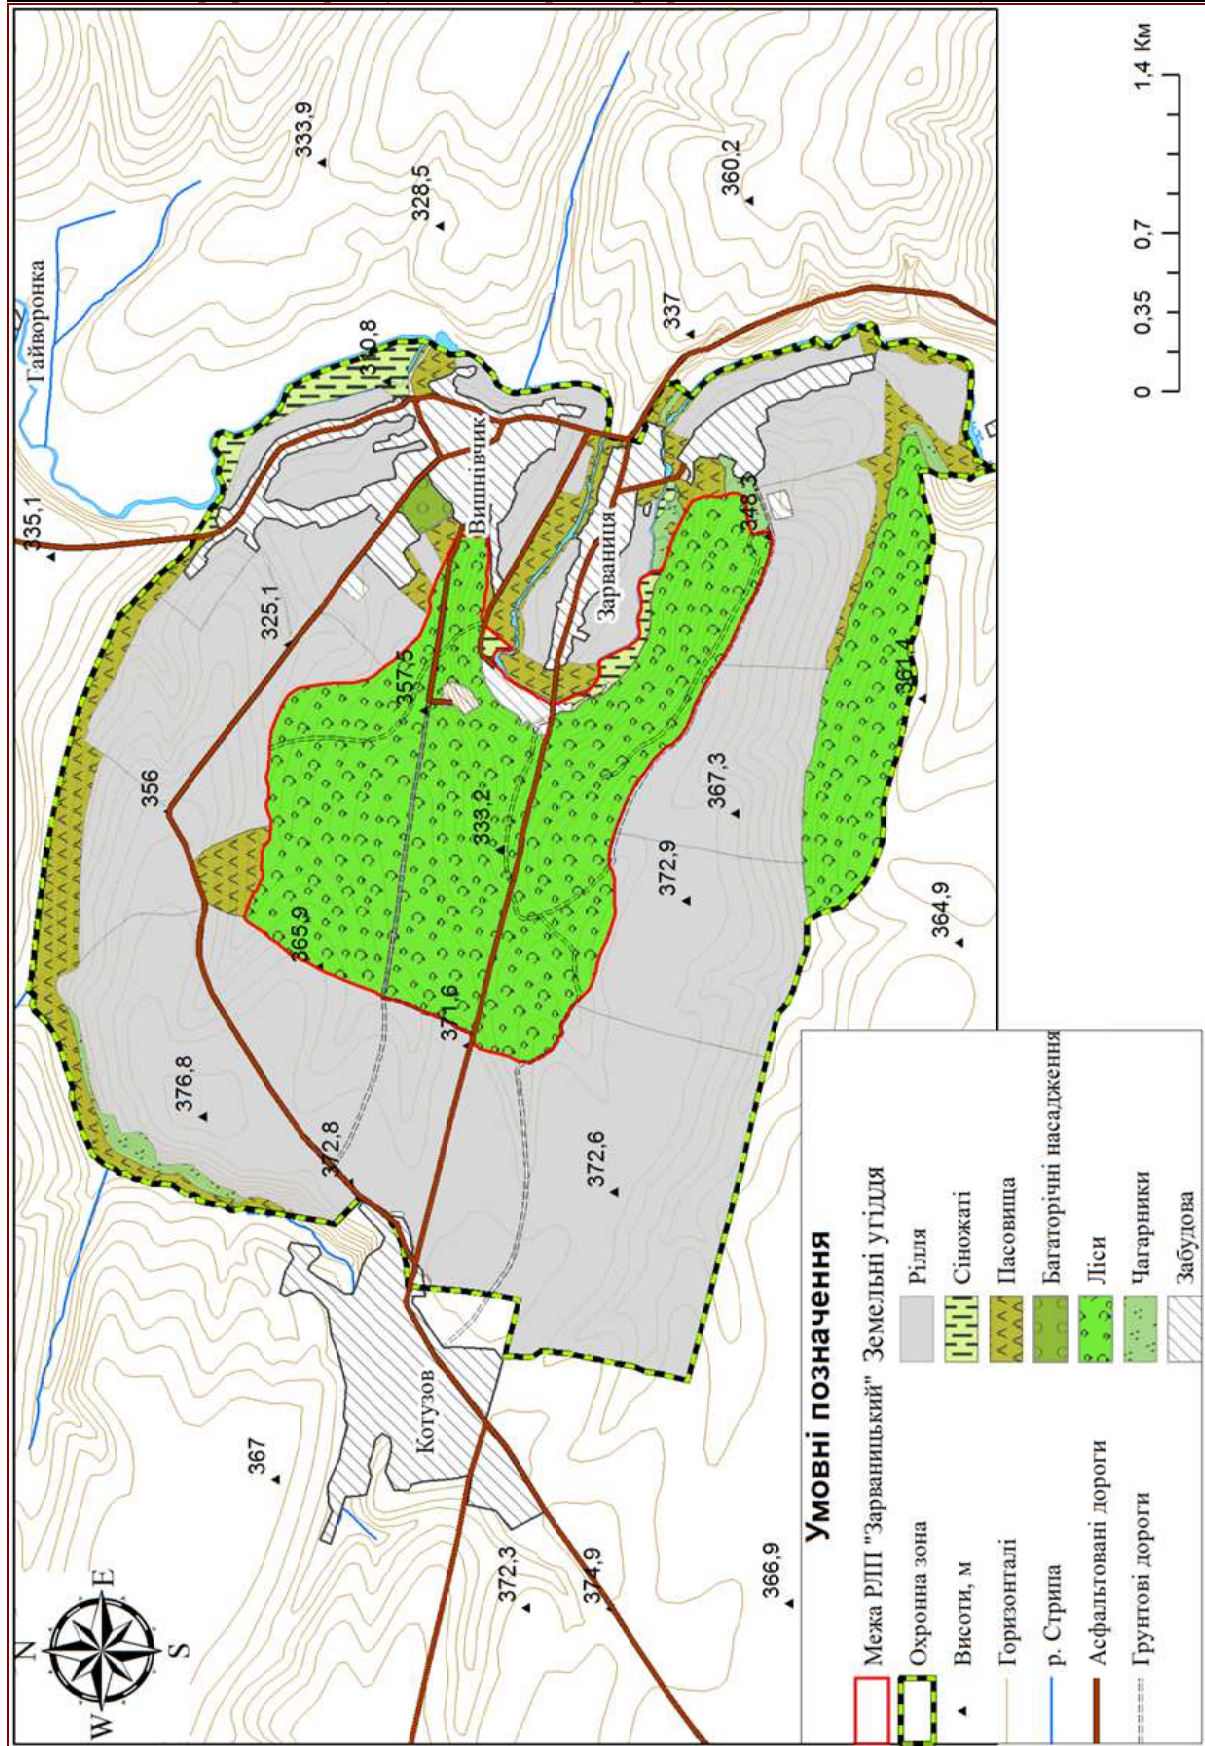 N
W
E
S
Гайворонка
335,1
333,9
328,5
310,8
325,1
356
Вишнівчик
357,5
376,8
365,9
333,2
Зарваниця
337
360,2
348,3
372,8
371,6
367
Котузов
372,6
372,9
367,3
361,4
364,9
372,3
374,9
366,9
Умовні позначення
Межа РЛП "Зарваницький"
Охронна зона
Висоти, м
Горизонталі
р. Стрипа
Асфальтовані дороги
Грунтові дороги
Земельні угіддя
Рілля
Сіножаті
Пасовища
Багаторічні насадження
Ліси
Чагарники
Забудова
0 0,35 0,7 1,4 Км